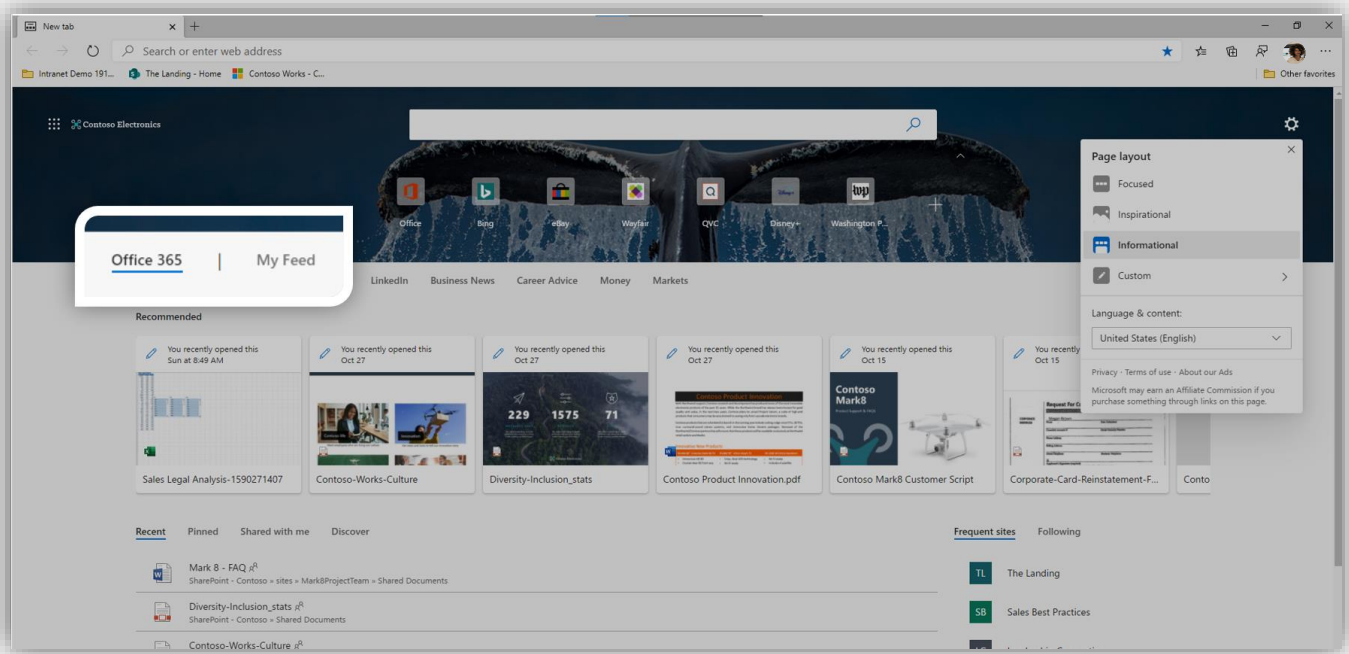 New tab
Search or enter web address
Intranet Demo 191... The Landing - Home Contoso Works - C... Other favorites
Contoso Electronics
Page layout
Focused
Inspirational
Informational
Custom
Language & content:
United States (English)
Privacy · Terms of use · About our Ads
Microsoft may earn an Affiliate Commission if you
purchase something through links on this page.
Office Bing eBay Wayfair QVC Disney+ Washington P...
Office 365 | My Feed LinkedIn Business News Career Advice Money Markets
Recommended
You recently opened this
Sun at 8:49 AM
Sales Legal Analysis-1590271407
You recently opened this
Oct 27
Contoso-Works-Culture
You recently opened this
Oct 27
229 1575 71
Diversity-Inclusion_stats
You recently opened this
Oct 27
Contoso Product Innovation
Contoso Product Innovation.pdf
You recently opened this
Oct 15
Contoso
Mark8
Contoso Mark8 Customer Script
You recently
Oct 15
Corporate-Card-Reinstatement-F...
Conto
Recent Pinned Shared with me Discover
Mark 8 - FAQ
SharePoint - Contoso » sites » Mark8ProjectTeam » Shared Documents
Diversity-Inclusion_stats
SharePoint - Contoso » Shared Documents
Contoso-Works-Culture
Frequent sites Following
TL The Landing
SB Sales Best Practices